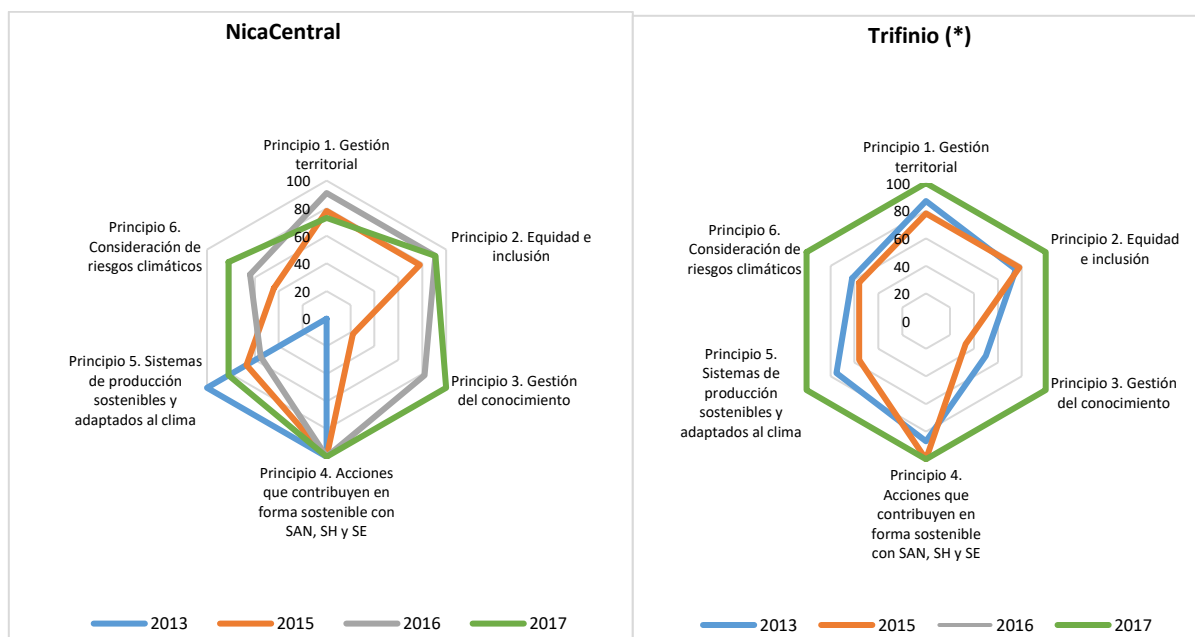 NicaCentral
Principio 1. Gestión
territorial
100
80
60
40
20
0
Principio 2. Equidad e
inclusión
Principio 3. Gestión
del conocimiento
Principio 4. Acciones
que contribuyen en
forma sostenible con
SAN, SH y SE
Principio 5. Sistemas
de producción
sostenibles y
adaptados al clima
Principio 6.
Consideración de
riesgos climáticos
2013
2015
Trifinio (*)
Principio 1. Gestión
territorial
100
80
60
40
20
0
Principio 2. Equidad
e inclusión
Principio 3. Gestión
del conocimiento
Principio 4.
Acciones que
contribuyen en
forma sostenible
con SAN, SH y SE
Principio 5.
Sistemas de
producción
sostenibles y
adaptados al clima
Principio 6.
Consideración de
riesgos climáticos
2016
2017